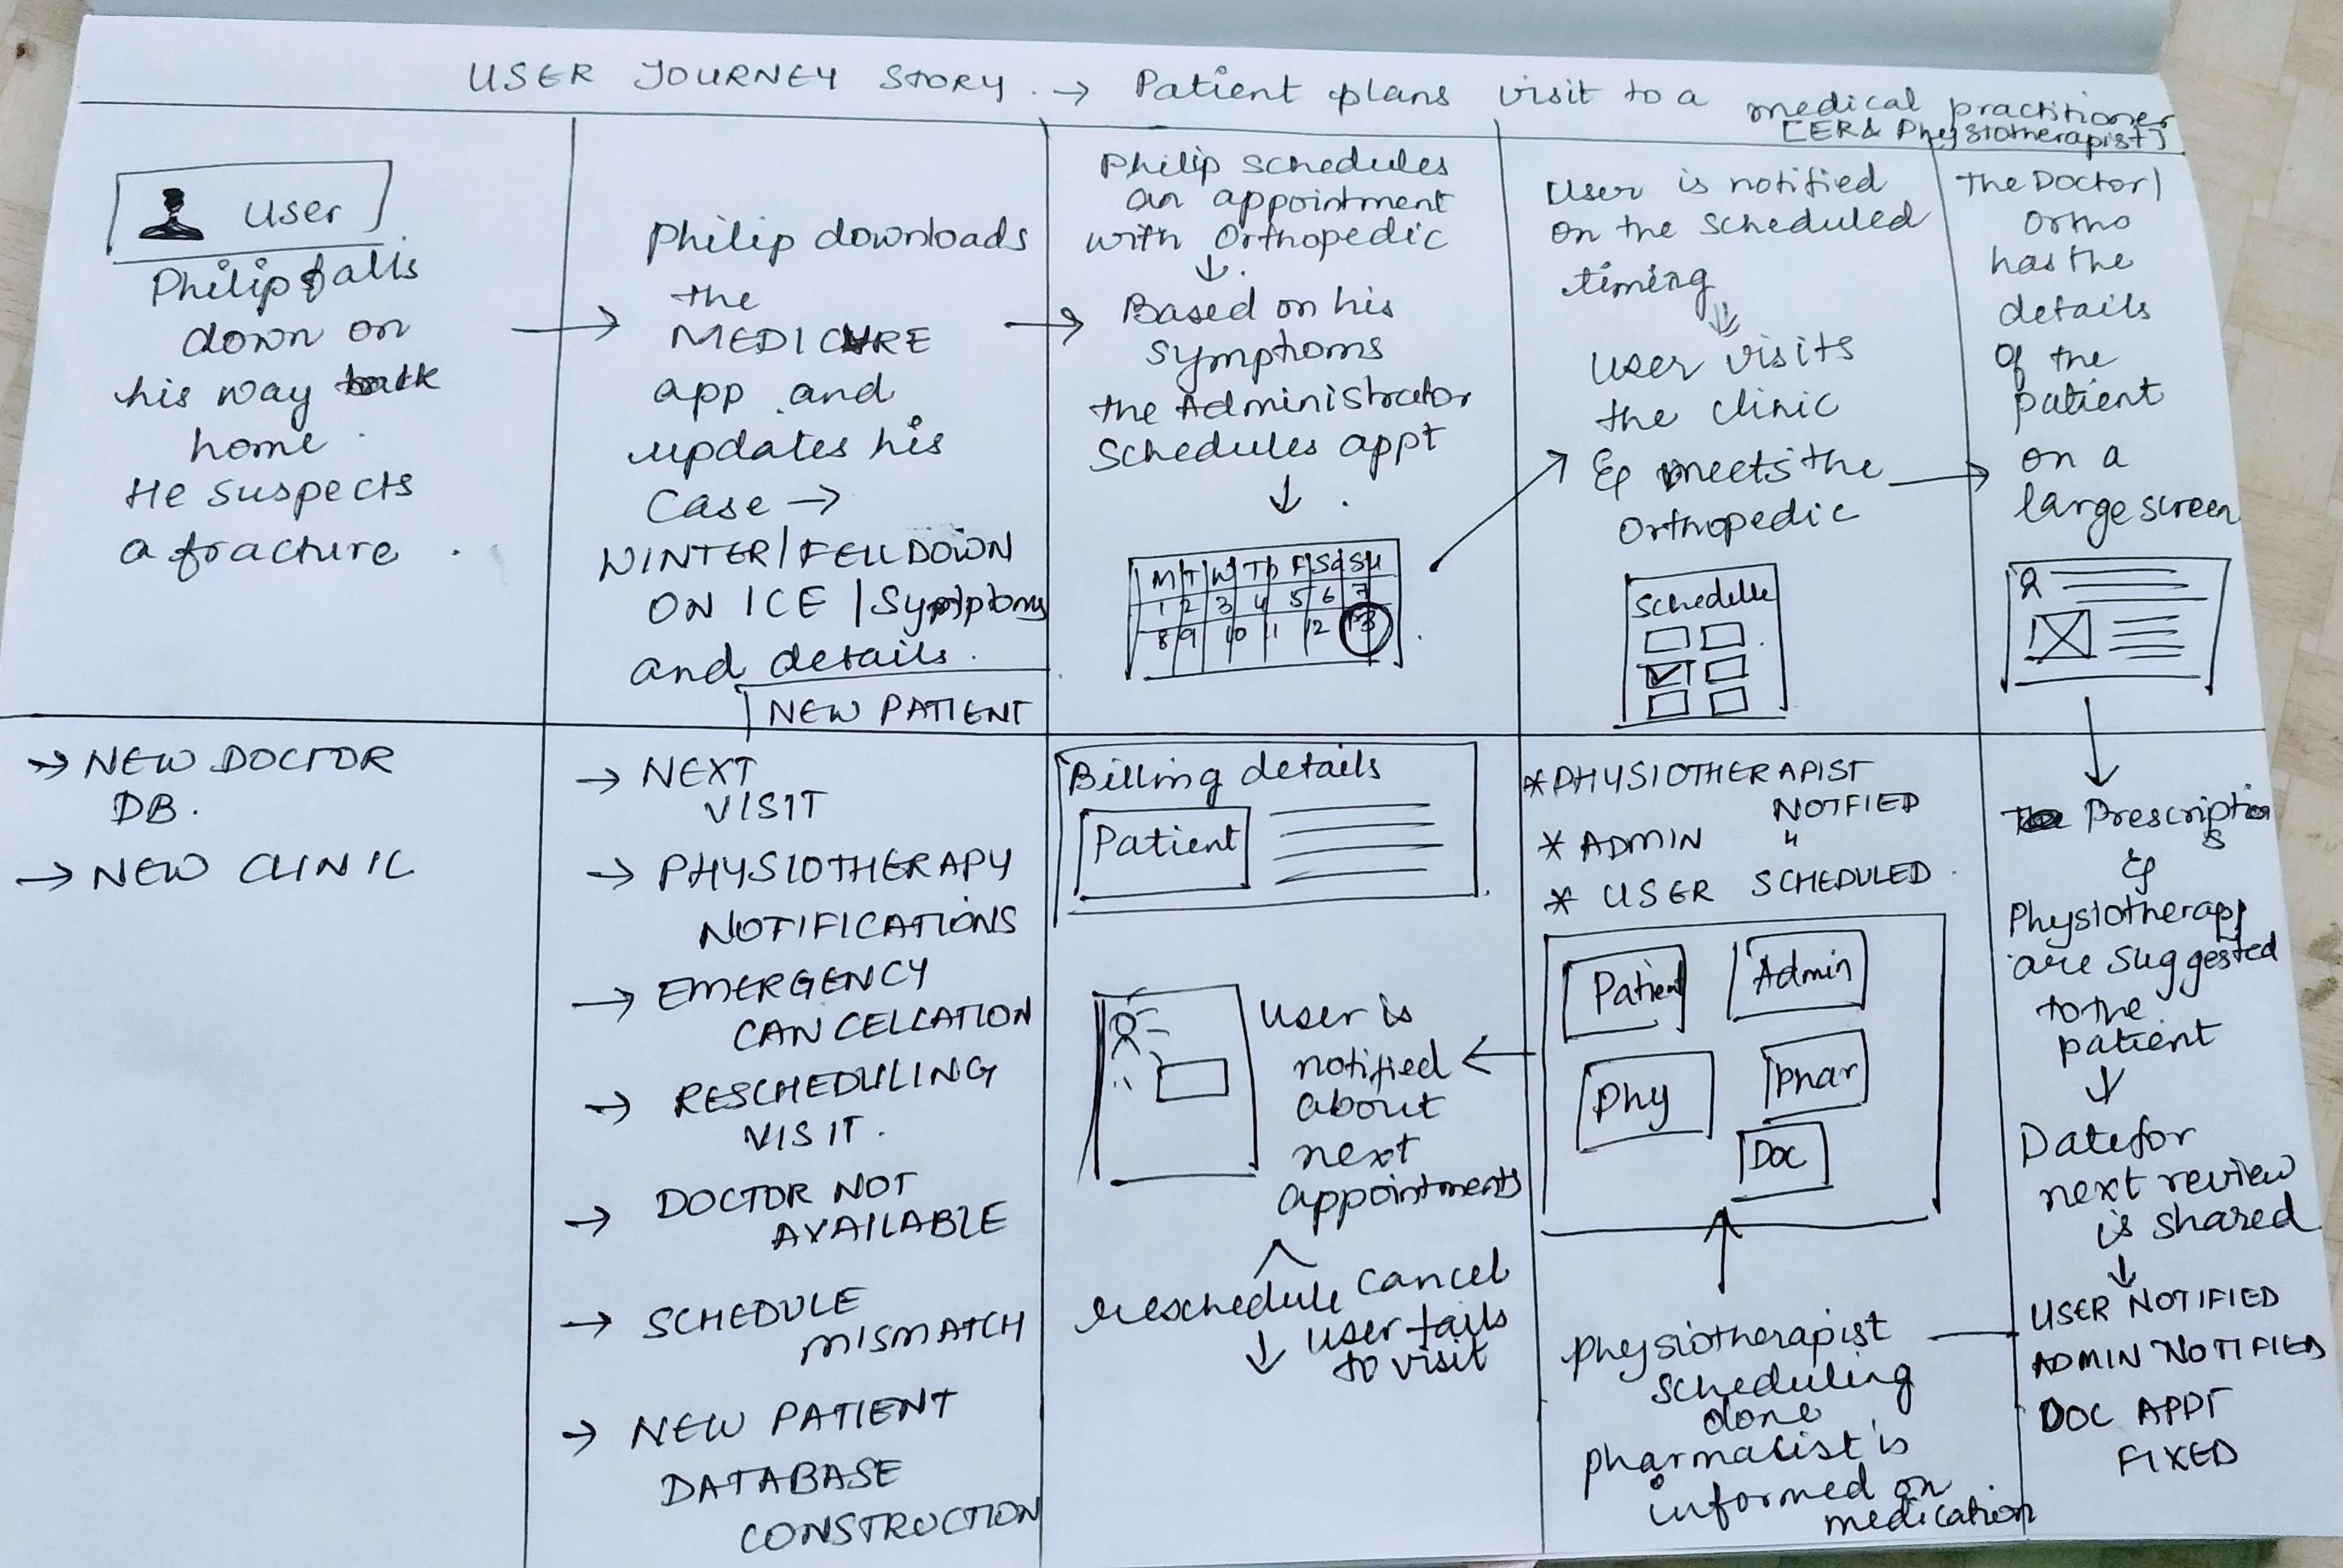 USER JOURNEY STORY. → Patient plans visit to a medical practitioner
[ER & Physiotherapist]
User
Philip falls
down on
his way back
home.
He suspects
a fracture.
Philip downloads
the
MEDICURE
app and
updates his
Case →
WINTER/FELL DOWN
ON ICE / Symptoms
and details.
NEW PATIENT
Philip schedules
an appointment
with Orthopedic
↓
Based on his
symptoms
the Administrator
Schedules appt
↓
M T W Th F Sa Su
1 2 3 4 5 6 7
8 9 10 11 12 13
User is notified
on the scheduled
timing
User visits
the clinic
& meets the
Orthopedic
Schedelle
The Doctor/
Ortho
has the
details
Of the
patient
on a
large screen
→ NEW DOCTOR
DB.
→ NEW CLINIC
→ NEXT
VISIT
→ PHYSIOTHERAPY
NOTIFICATIONS
→ EMERGENCY
CANCELLATION
→ RESCHEDULING
VISIT.
→ DOCTOR NOT
AVAILABLE
→ SCHEDULE
MISMATCH
→ NEW PATIENT
DATABASE
CONSTRUCTION
Billing details
Patient
User is
notified
about
next
appointments
reschedule cancel
↓ user fails
to visit
* PHYSIOTHERAPIST
NOTFIED
* ADMIN "
* USER SCHEDULED.
Patient
Admin
Phy
Phar
Doc
Physiotherapist
scheduling
done
pharmacist is
informed on
medication
Prescriptions
&
Physiotherapy
are suggested
to the
patient
↓
Date for
next review
is shared
↓
USER NOTIFIED
ADMIN NOTIFIED
DOC APPT
FIXED